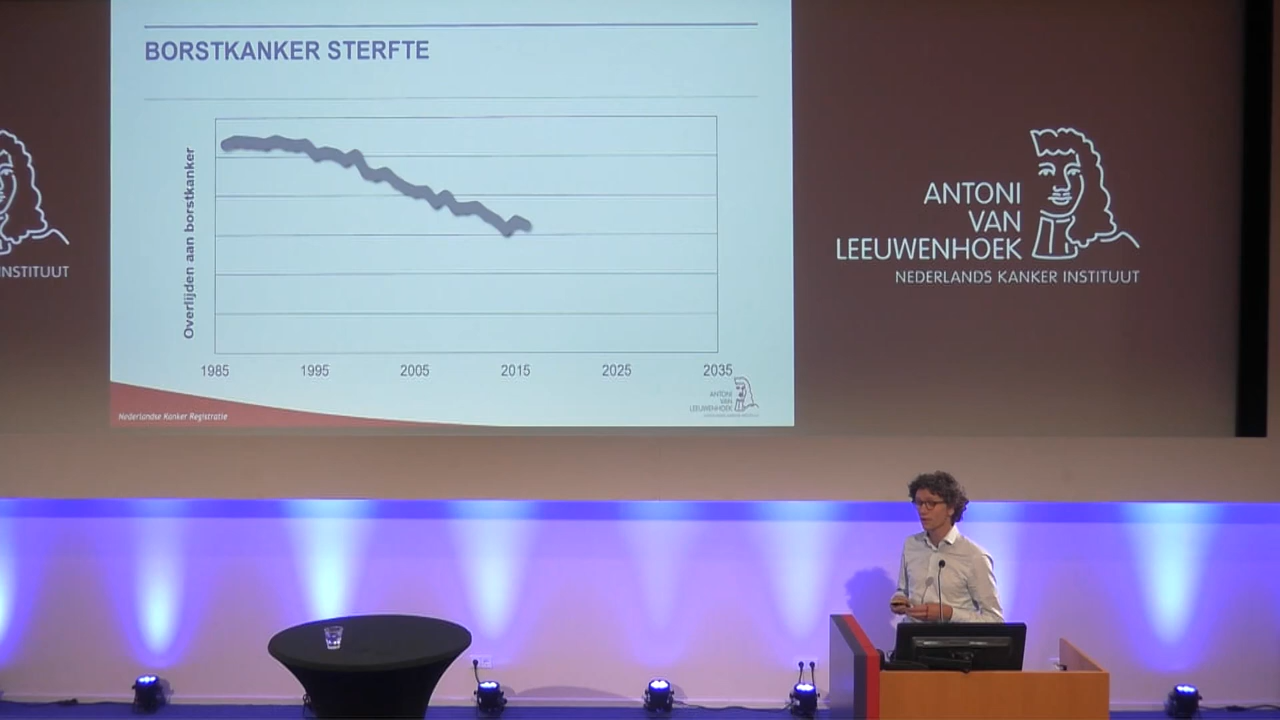 BORSTKANKER STERFTE
Overlijden aan borstkanker
1985 1995 2005 2015 2025 2035
Nederlandse Kanker Registratie
ANTONI
VAN
LEEUWENHOEK
ANTONI
VAN
LEEUWENHOEK
NEDERLANDS KANKER INSTITUUT
INSTITUUT